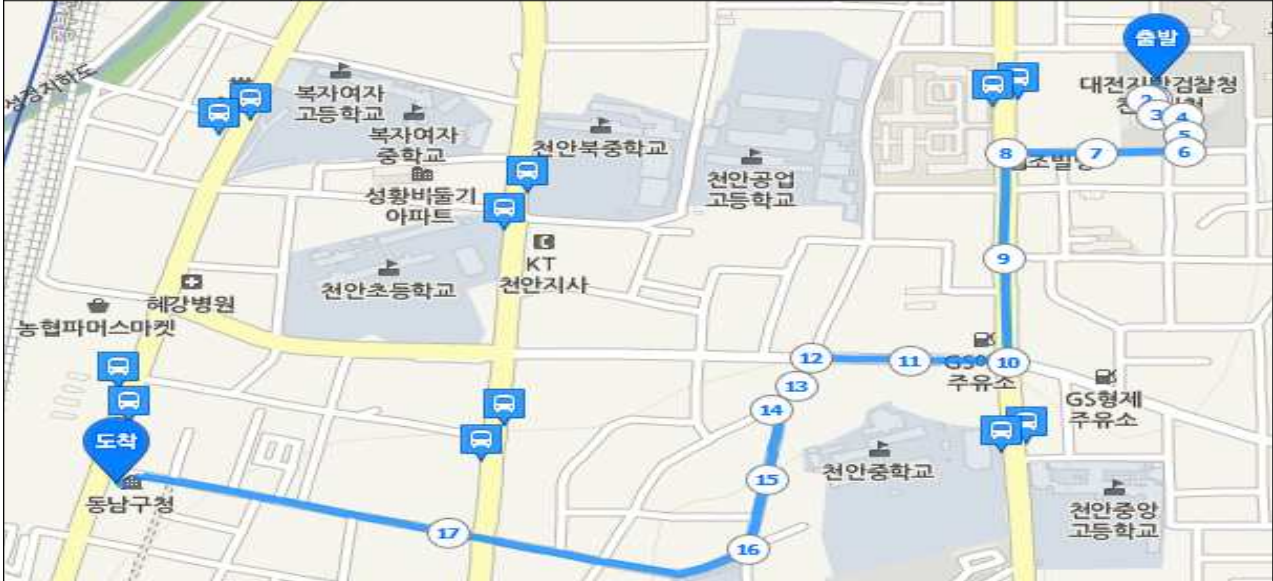 출발
대전지방검찰청
2
3
4
5
6
7
8
9
10
11
12
13
14
15
16
17
성정지하도
복자여자
고등학교
복자여자
중학교
천안북중학교
성황비둘기
아파트
천안공업
고등학교
KT
천안지사
천안초등학교
혜강병원
농협파머스마켓
GS
주유소
GS형제
주유소
도착
동남구청
천안중학교
천안중앙
고등학교